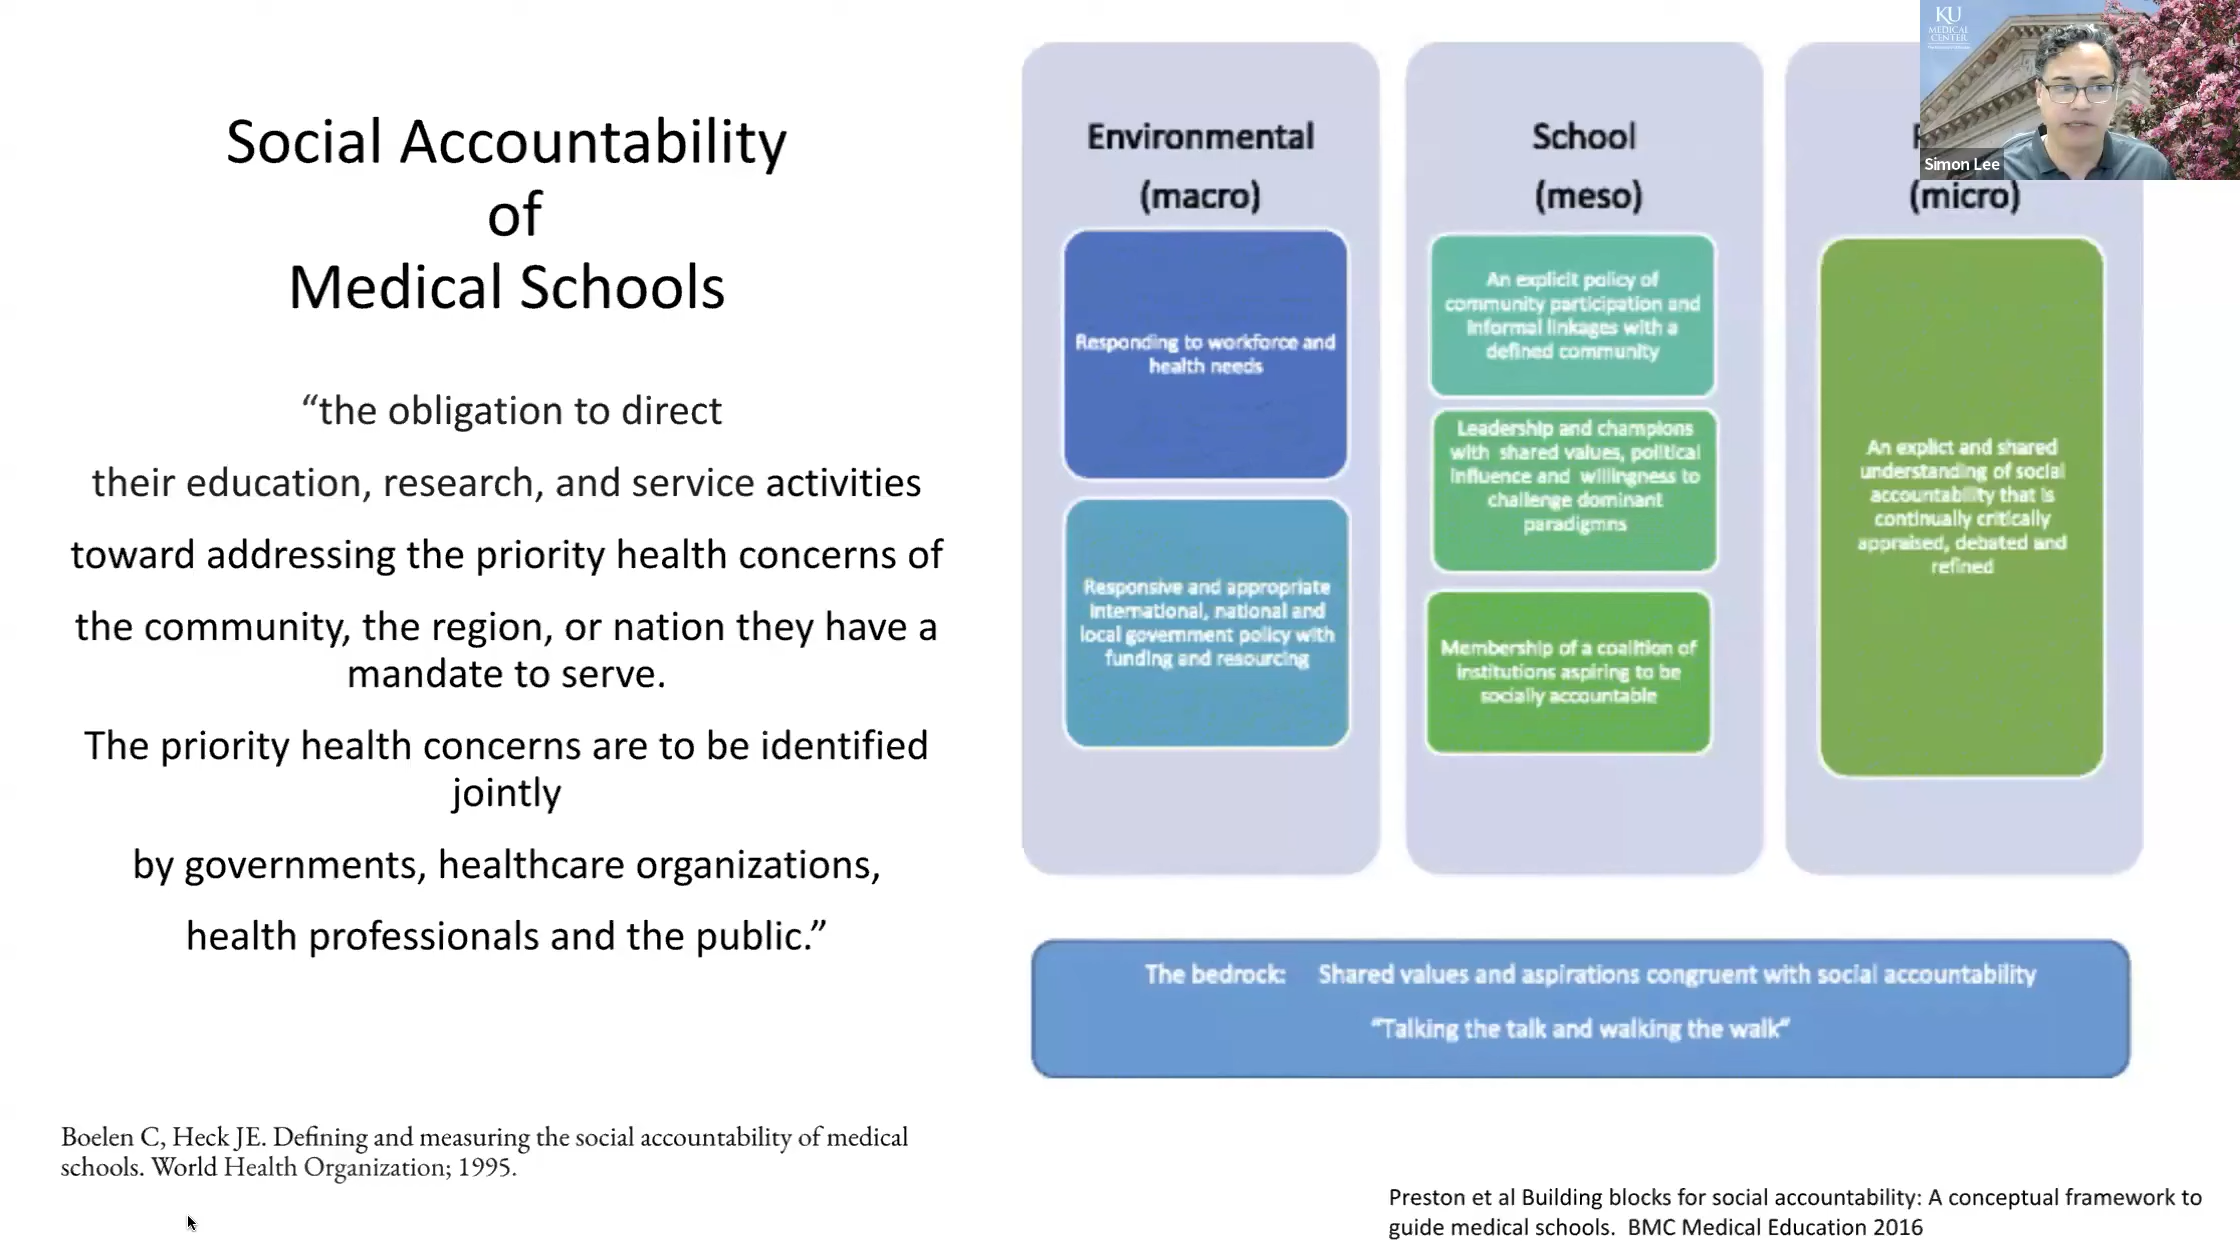 Social Accountability
of
Medical Schools
“the obligation to direct
their education, research, and service activities
toward addressing the priority health concerns of
the community, the region, or nation they have a
mandate to serve.
The priority health concerns are to be identified
jointly
by governments, healthcare organizations,
health professionals and the public.”
Boelen C, Heck JE. Defining and measuring the social accountability of medical
schools. World Health Organization; 1995.
Environmental
(macro)
Responding to workforce and
health needs
Responsive and appropriate
international, national and
local government policy with
funding and resourcing
School
(meso)
An explicit policy of
community participation and
informal linkages with a
defined community
Leadership and champions
with shared values, political
influence and willingness to
challenge dominant
paradigmns
Membership of a coalition of
institutions aspiring to be
socially accountable
(micro)
An explict and shared
understanding of social
accountability that is
continually critically
appraised, debated and
refined
The bedrock: Shared values and aspirations congruent with social accountability
“Talking the talk and walking the walk”
Preston et al Building blocks for social accountability: A conceptual framework to
guide medical schools. BMC Medical Education 2016
KU
MEDICAL
CENTER
Simon Lee